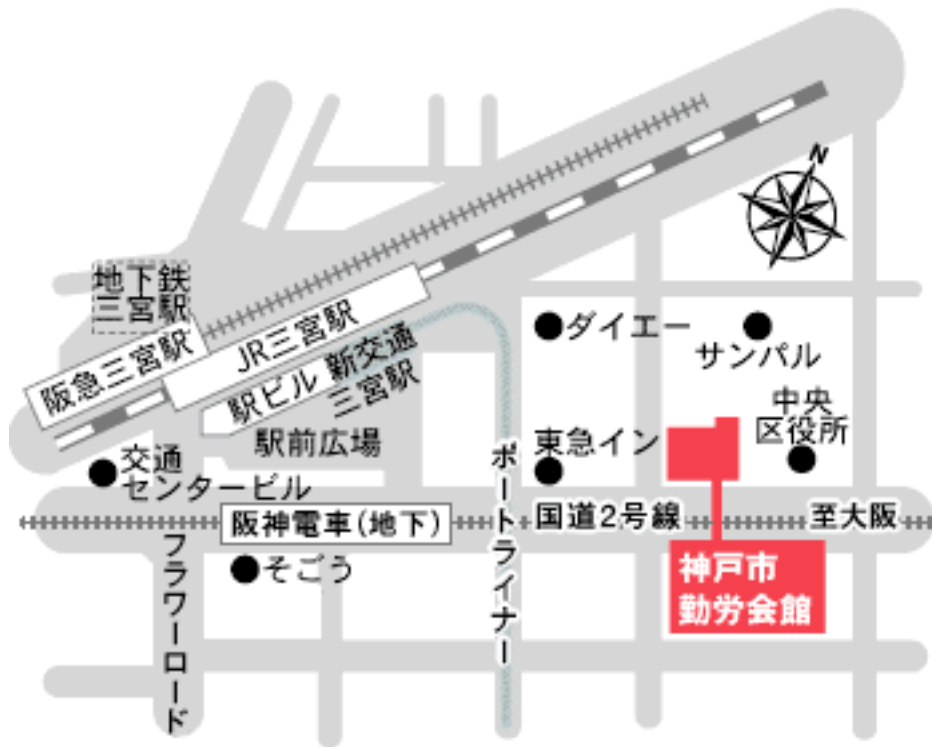 N
地下鉄
三宮駅
阪急三宮駅
JR三宮駅
駅ビル
新交通
三宮駅
駅前広場
ダイエー
サンパル
中央
区役所
東急イン
交通
センタービル
阪神電車(地下)
国道2号線
至大阪
そごう
フラワーロード
ポートライナー
神戸市
勤労会館